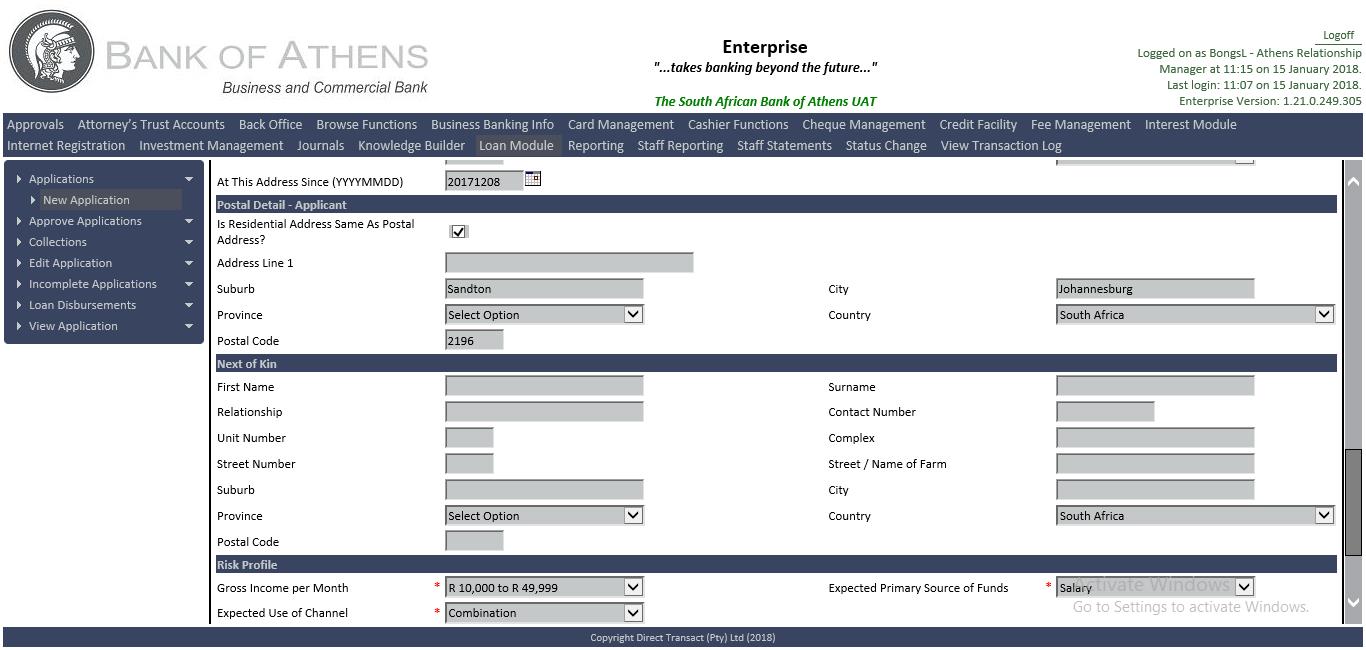 BANK OF ATHENS
Business and Commercial Bank
Enterprise
"...takes banking beyond the future..."
The South African Bank of Athens UAT
Logoff
Logged on as BongsL - Athens Relationship
Manager at 11:15 on 15 January 2018.
Last login: 11:07 on 15 January 2018.
Enterprise Version: 1.21.0.249.305
Approvals Attorney's Trust Accounts Back Office Browse Functions Business Banking Info Card Management Cashier Functions Cheque Management Credit Facility Fee Management Interest Module
Internet Registration Investment Management Journals Knowledge Builder Loan Module Reporting Staff Reporting Staff Statements Status Change View Transaction Log
Applications
New Application
Approve Applications
Collections
Edit Application
Incomplete Applications
Loan Disbursements
View Application
At This Address Since (YYYYMMDD) 20171208
Postal Detail - Applicant
Is Residential Address Same As Postal
Address?
Address Line 1
Suburb Sandton City Johannesburg
Province Select Option Country South Africa
Postal Code 2196
Next of Kin
First Name Surname
Relationship Contact Number
Unit Number Complex
Street Number Street / Name of Farm
Suburb City
Province Select Option Country South Africa
Postal Code
Risk Profile
Gross Income per Month * R 10,000 to R 49,999 Expected Primary Source of Funds * Salary
Expected Use of Channel * Combination
Activate Windows
Go to Settings to activate Windows.
Copyright Direct Transact (Pty) Ltd (2018)